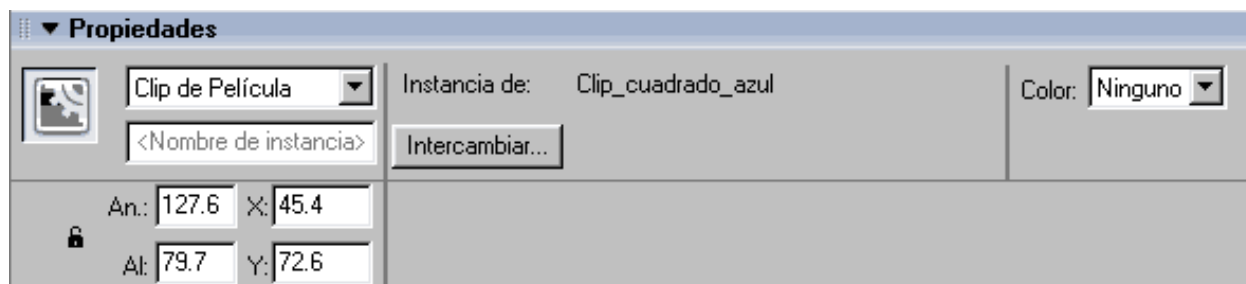 Propiedades
Clip de Película Instancia de: Clip_cuadrado_azul Color: Ninguno
<Nombre de instancia> Intercambiar...
An.: 127.6 X: 45.4
Al: 79.7 Y: 72.6